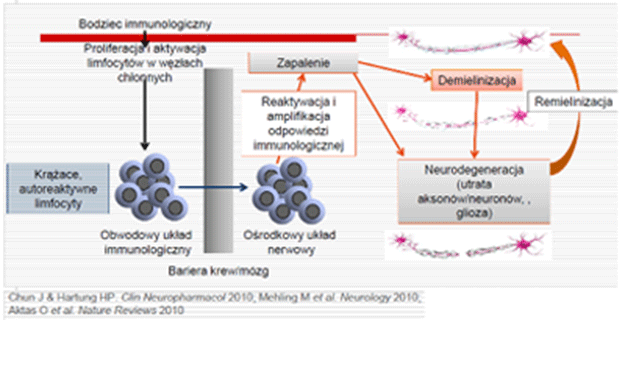 Bodziec immunologiczny
Proliferacja i aktywacja
limfocytów w węzłach
chłonnych
Zapalenie
Demielinizacja
Remielinizacja
Reaktywacja i
amplifikacja
odpowiedzi
immunologicznej
Krążace,
autoreaktywne
limfocyty
Neurodegeneracja
(utrata
aksonów/neuronów, ,
glioza)
Obwodowy układ
immunologiczny
Ośrodkowy układ
nerwowy
Bariera krew/mózg
Chun J & Hartung HP. Clin Neuropharmacol 2010; Mehling M et al. Neurology 2010;
Aktas O et al. Nature Reviews 2010